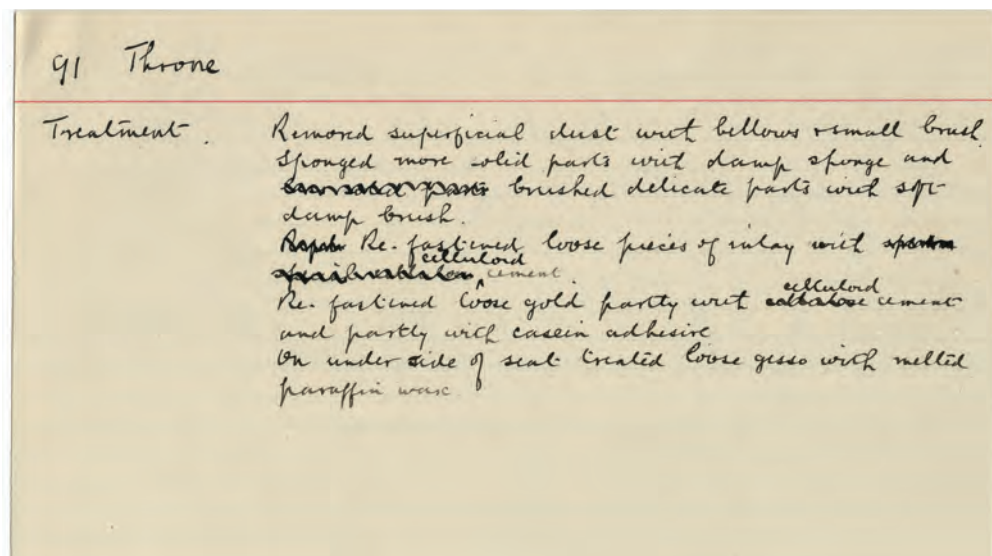 91 Throne
Treatment. Removed superficial dust with bellows & small brush.
Sponged more solid parts with damp sponge and
brushed delicate parts with soft
damp brush.
Re-fastened loose pieces of inlay with
celluloid cement.
Re-fastened loose gold partly with celluloid cement
and partly with casein adhesive
On under side of seat treated loose gesso with melted
paraffin wax